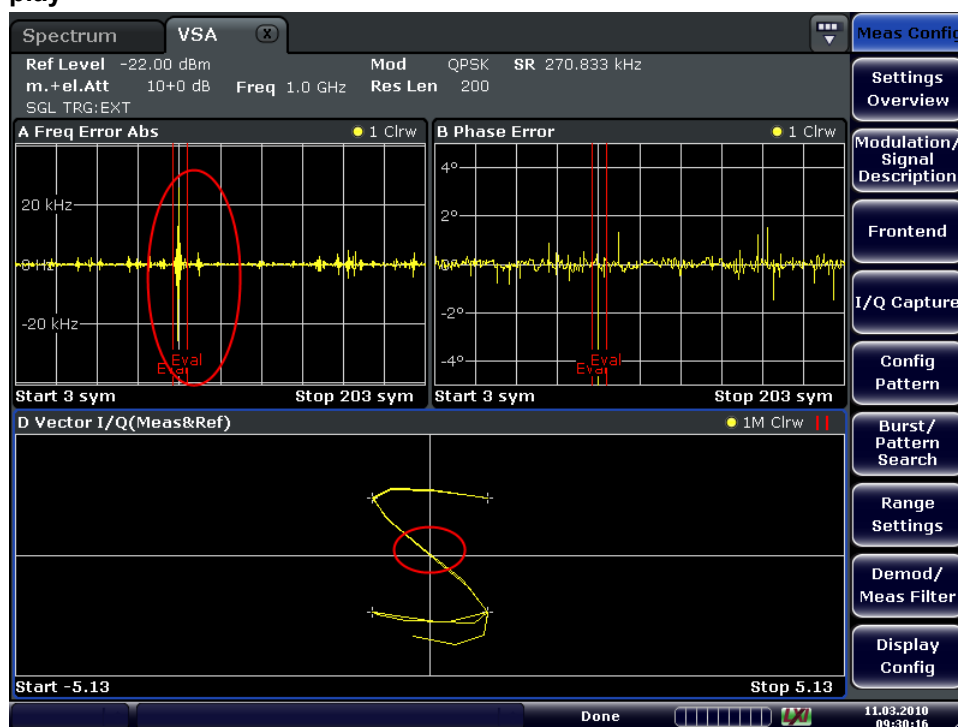 play
Spectrum VSA X
Ref Level -22.00 dBm Mod QPSK SR 270.833 kHz
m.+el.Att 10+0 dB Freq 1.0 GHz Res Len 200
SGL TRG:EXT
A Freq Error Abs 1 Clrw
20 kHz
0 Hz
-20 kHz
Eval
Eval
Start 3 sym Stop 203 sym
B Phase Error 1 Clrw
4°
2°
-2°
-4°
Eval
Eval
Start 3 sym Stop 203 sym
D Vector I/Q(Meas&Ref) 1M Clrw
Start -5.13 Stop 5.13
Done LXI 11.03.2010
09:30:16
Meas Config
Settings
Overview
Modulation/
Signal
Description
Frontend
I/Q Capture
Config
Pattern
Burst/
Pattern
Search
Range
Settings
Demod/
Meas Filter
Display
Config